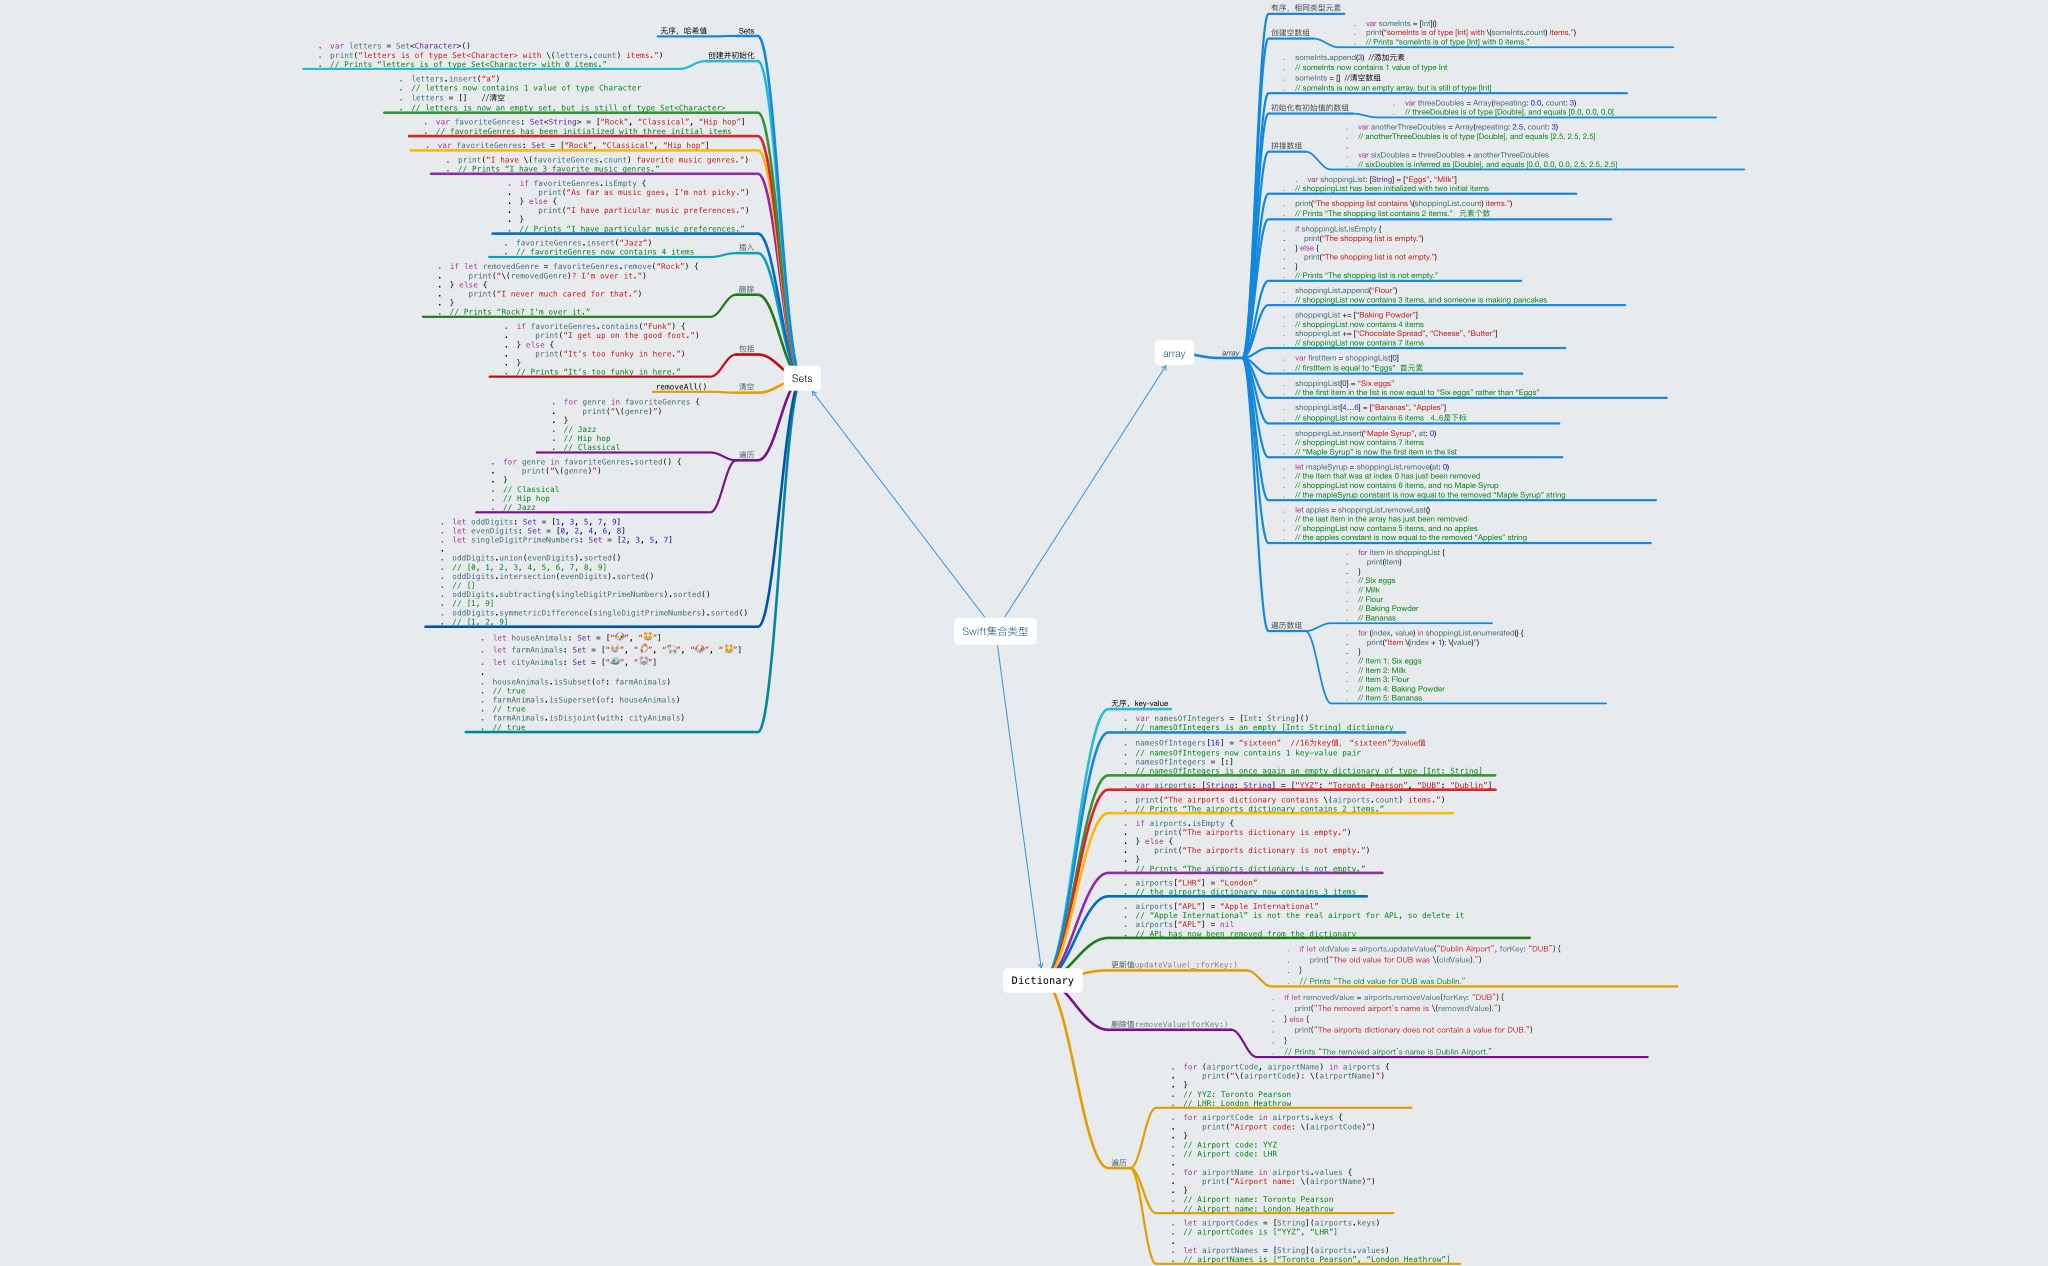 Swift集合类型
Sets
无序，哈希值
Sets
创建并初始化
var letters = Set<Character>()
print("letters is of type Set<Character> with \(letters.count) items.")
// Prints "letters is of type Set<Character> with 0 items."
letters.insert("a")
// letters now contains 1 value of type Character
letters = []   //清空
// letters is now an empty set, but is still of type Set<Character>
var favoriteGenres: Set<String> = ["Rock", "Classical", "Hip hop"]
// favoriteGenres has been initialized with three initial items
var favoriteGenres: Set = ["Rock", "Classical", "Hip hop"]
print("I have \(favoriteGenres.count) favorite music genres.")
// Prints "I have 3 favorite music genres."
if favoriteGenres.isEmpty {
print("As far as music goes, I'm not picky.")
} else {
print("I have particular music preferences.")
}
// Prints "I have particular music preferences."
插入
favoriteGenres.insert("Jazz")
// favoriteGenres now contains 4 items
删除
if let removedGenre = favoriteGenres.remove("Rock") {
print("\(removedGenre)? I'm over it.")
} else {
print("I never much cared for that.")
}
// Prints "Rock? I'm over it."
包括
if favoriteGenres.contains("Funk") {
print("I get up on the good foot.")
} else {
print("It's too funky in here.")
}
// Prints "It's too funky in here."
清空
removeAll()
遍历
for genre in favoriteGenres {
print("\(genre)")
}
// Jazz
// Hip hop
// Classical
for genre in favoriteGenres.sorted() {
print("\(genre)")
}
// Classical
// Hip hop
// Jazz
let oddDigits: Set = [1, 3, 5, 7, 9]
let evenDigits: Set = [0, 2, 4, 6, 8]
let singleDigitPrimeNumbers: Set = [2, 3, 5, 7]
oddDigits.union(evenDigits).sorted()
// [0, 1, 2, 3, 4, 5, 6, 7, 8, 9]
oddDigits.intersection(evenDigits).sorted()
// []
oddDigits.subtracting(singleDigitPrimeNumbers).sorted()
// [1, 9]
oddDigits.symmetricDifference(singleDigitPrimeNumbers).sorted()
// [1, 2, 9]
let houseAnimals: Set = ["🐶", "🐱"]
let farmAnimals: Set = ["🐮", "🐔", "🐑", "🐶", "🐱"]
let cityAnimals: Set = ["🐦", "🐭"]
houseAnimals.isSubset(of: farmAnimals)
// true
farmAnimals.isSuperset(of: houseAnimals)
// true
farmAnimals.isDisjoint(with: cityAnimals)
// true
array
array
有序，相同类型元素
创建空数组
var someInts = [Int]()
print("someInts is of type [Int] with \(someInts.count) items.")
// Prints "someInts is of type [Int] with 0 items."
someInts.append(3)  //添加元素
// someInts now contains 1 value of type Int
someInts = []  //清空数组
// someInts is now an empty array, but is still of type [Int]
初始化有初始值的数组
var threeDoubles = Array(repeating: 0.0, count: 3)
// threeDoubles is of type [Double], and equals [0.0, 0.0, 0.0]
拼接数组
var anotherThreeDoubles = Array(repeating: 2.5, count: 3)
// anotherThreeDoubles is of type [Double], and equals [2.5, 2.5, 2.5]
var sixDoubles = threeDoubles + anotherThreeDoubles
// sixDoubles is inferred as [Double], and equals [0.0, 0.0, 0.0, 2.5, 2.5, 2.5]
var shoppingList: [String] = ["Eggs", "Milk"]
// shoppingList has been initialized with two initial items
print("The shopping list contains \(shoppingList.count) items.")
// Prints "The shopping list contains 2 items."   元素个数
if shoppingList.isEmpty {
print("The shopping list is empty.")
} else {
print("The shopping list is not empty.")
}
// Prints "The shopping list is not empty."
shoppingList.append("Flour")
// shoppingList now contains 3 items, and someone is making pancakes
shoppingList += ["Baking Powder"]
// shoppingList now contains 4 items
shoppingList += ["Chocolate Spread", "Cheese", "Butter"]
// shoppingList now contains 7 items
var firstItem = shoppingList[0]
// firstItem is equal to "Eggs"  首元素
shoppingList[0] = "Six eggs"
// the first item in the list is now equal to "Six eggs" rather than "Eggs"
shoppingList[4...6] = ["Bananas", "Apples"]
// shoppingList now contains 6 items   4..6是下标
shoppingList.insert("Maple Syrup", at: 0)
// shoppingList now contains 7 items
// "Maple Syrup" is now the first item in the list
let mapleSyrup = shoppingList.remove(at: 0)
// the item that was at index 0 has just been removed
// shoppingList now contains 6 items, and no Maple Syrup
// the mapleSyrup constant is now equal to the removed "Maple Syrup" string
let apples = shoppingList.removeLast()
// the last item in the array has just been removed
// shoppingList now contains 5 items, and no apples
// the apples constant is now equal to the removed "Apples" string
遍历数组
for item in shoppingList {
print(item)
}
// Six eggs
// Milk
// Flour
// Baking Powder
// Bananas
for (index, value) in shoppingList.enumerated() {
print("Item \(index + 1): \(value)")
}
// Item 1: Six eggs
// Item 2: Milk
// Item 3: Flour
// Item 4: Baking Powder
// Item 5: Bananas
Dictionary
无序，key-value
var namesOfIntegers = [Int: String]()
// namesOfIntegers is an empty [Int: String] dictionary
namesOfIntegers[16] = "sixteen"  //16为key值， "sixteen"为value值
// namesOfIntegers now contains 1 key-value pair
namesOfIntegers = [:]
// namesOfIntegers is once again an empty dictionary of type [Int: String]
var airports: [String: String] = ["YYZ": "Toronto Pearson", "DUB": "Dublin"]
print("The airports dictionary contains \(airports.count) items.")
// Prints "The airports dictionary contains 2 items."
if airports.isEmpty {
print("The airports dictionary is empty.")
} else {
print("The airports dictionary is not empty.")
}
// Prints "The airports dictionary is not empty."
airports["LHR"] = "London"
// the airports dictionary now contains 3 items
airports["APL"] = "Apple International"
// "Apple International" is not the real airport for APL, so delete it
airports["APL"] = nil
// APL has now been removed from the dictionary
更新值updateValue(_:forKey:)
if let oldValue = airports.updateValue("Dublin Airport", forKey: "DUB") {
print("The old value for DUB was \(oldValue).")
}
// Prints "The old value for DUB was Dublin."
删除值removeValue(forKey:)
if let removedValue = airports.removeValue(forKey: "DUB") {
print("The removed airport's name is \(removedValue).")
} else {
print("The airports dictionary does not contain a value for DUB.")
}
// Prints "The removed airport's name is Dublin Airport."
遍历
for (airportCode, airportName) in airports {
print("\(airportCode): \(airportName)")
}
// YYZ: Toronto Pearson
// LHR: London Heathrow
for airportCode in airports.keys {
print("Airport code: \(airportCode)")
}
// Airport code: YYZ
// Airport code: LHR
for airportName in airports.values {
print("Airport name: \(airportName)")
}
// Airport name: Toronto Pearson
// Airport name: London Heathrow
let airportCodes = [String](airports.keys)
// airportCodes is ["YYZ", "LHR"]
let airportNames = [String](airports.values)
// airportNames is ["Toronto Pearson", "London Heathrow"]